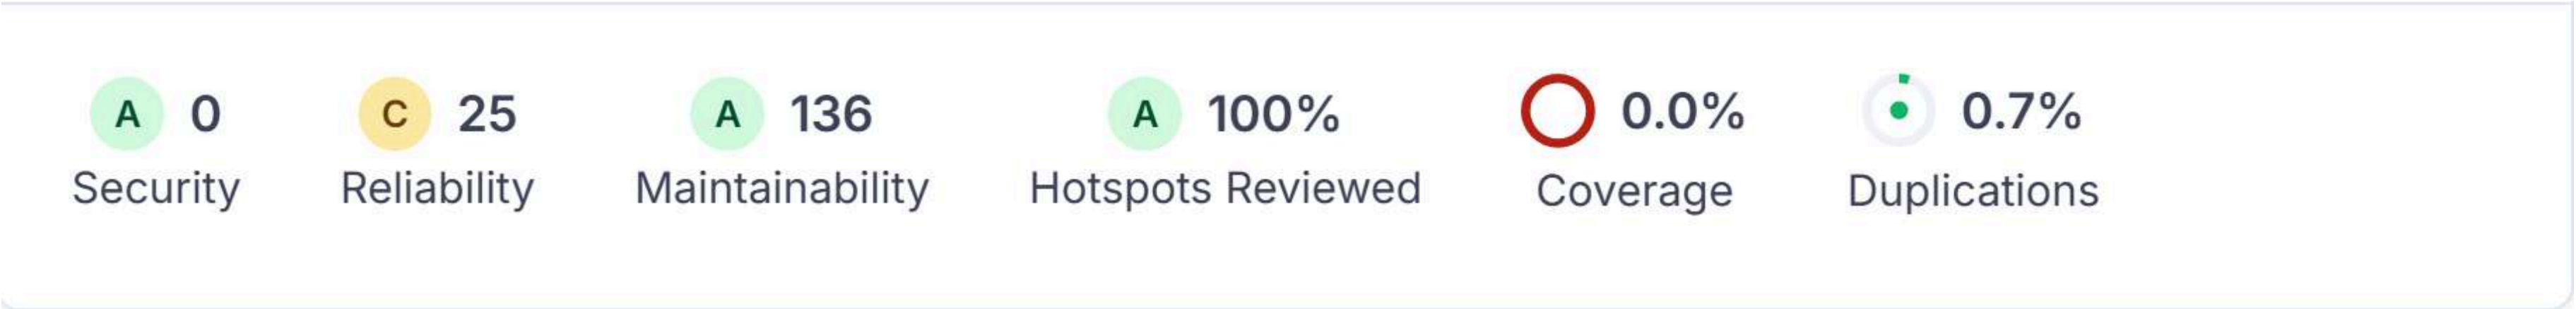 A 0 C 25 A 136 A 100% 0.0% 0.7%
Security Reliability Maintainability Hotspots Reviewed Coverage Duplications